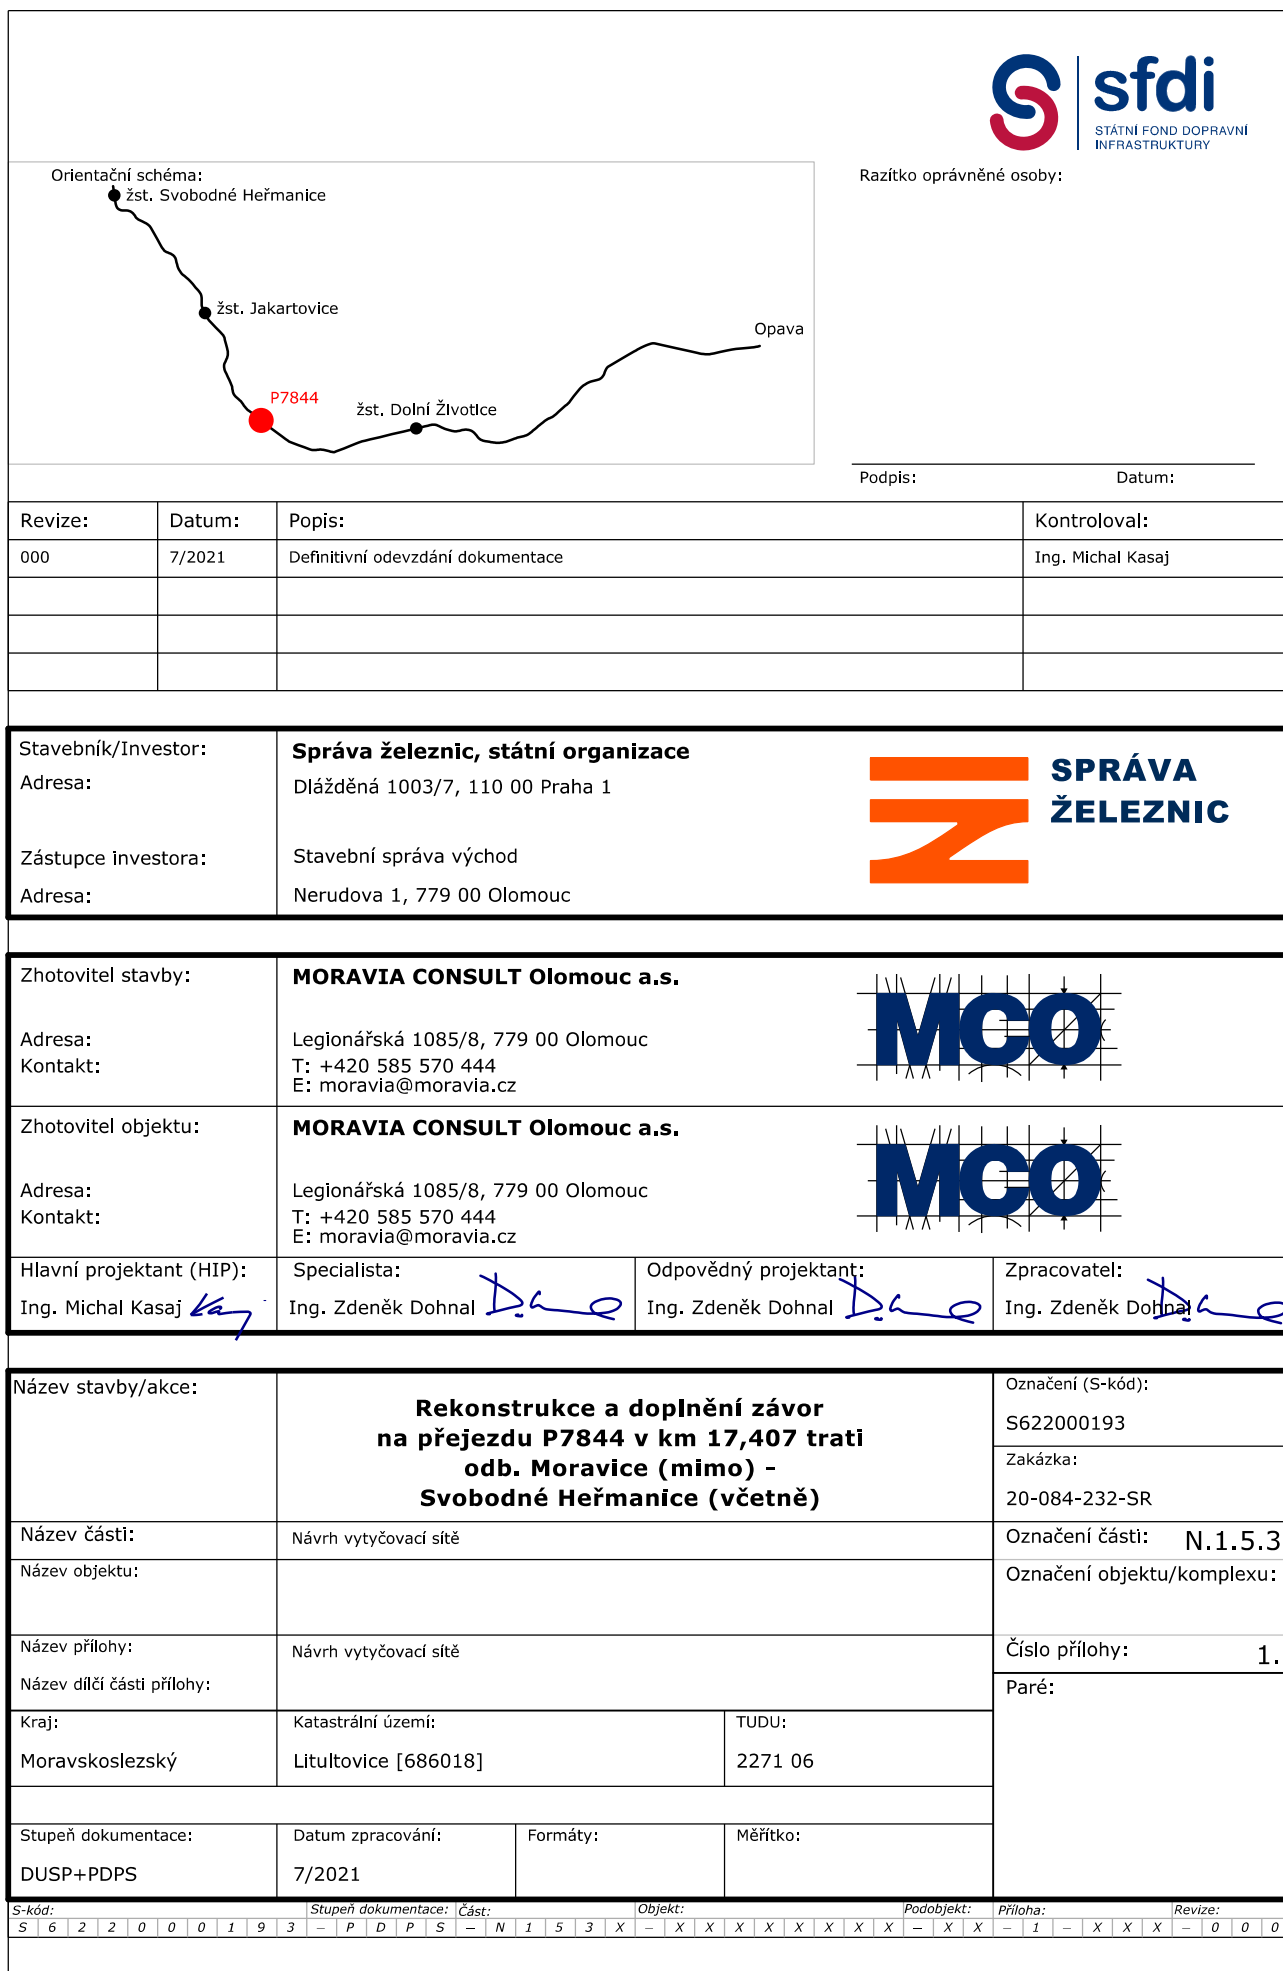 sfdi
STÁTNÍ FOND DOPRAVNÍ
INFRASTRUKTURY
Orientační schéma:
žst. Svobodné Heřmanice
žst. Jakartovice
Opava
P7844
žst. Dolní Životice
Razítko oprávněné osoby:
Podpis: Datum:
Revize: Datum: Popis: Kontroloval:
000 7/2021 Definitivní odevzdání dokumentace Ing. Michal Kasaj
Stavebník/Investor: Správa železnic, státní organizace
Adresa: Dlážděná 1003/7, 110 00 Praha 1
SPRÁVA
ŽELEZNIC
Zástupce investora: Stavební správa východ
Adresa: Nerudova 1, 779 00 Olomouc
Zhotovitel stavby: MORAVIA CONSULT Olomouc a.s.
MCO
Adresa: Legionářská 1085/8, 779 00 Olomouc
Kontakt: T: +420 585 570 444
E: moravia@moravia.cz
Zhotovitel objektu: MORAVIA CONSULT Olomouc a.s.
MCO
Adresa: Legionářská 1085/8, 779 00 Olomouc
Kontakt: T: +420 585 570 444
E: moravia@moravia.cz
Hlavní projektant (HIP): Specialista: Odpovědný projektant: Zpracovatel:
Ing. Michal Kasaj Ing. Zdeněk Dohnal Ing. Zdeněk Dohnal Ing. Zdeněk Dohnal
Název stavby/akce:
Rekonstrukce a doplnění závor
na přejezdu P7844 v km 17,407 trati
odb. Moravice (mimo) -
Svobodné Heřmanice (včetně)
Označení (S-kód):
S622000193
Zakázka:
20-084-232-SR
Název části: Návrh vytyčovací sítě Označení části: N.1.5.3
Název objektu: Označení objektu/komplexu:
Název přílohy: Návrh vytyčovací sítě Číslo přílohy: 1.
Název dílčí části přílohy: Paré:
Kraj: Katastrální území: TUDU:
Moravskoslezský Litultovice [686018] 2271 06
Stupeň dokumentace: Datum zpracování: Formáty: Měřítko:
DUSP+PDPS 7/2021
S-kód: Stupeň dokumentace: Část: Objekt: Podobjekt: Příloha: Revize:
S 6 2 2 0 0 0 1 9 3 – P D P S – N 1 5 3 X – X X X X X X X X – X X – 1 – X X X – 0 0 0